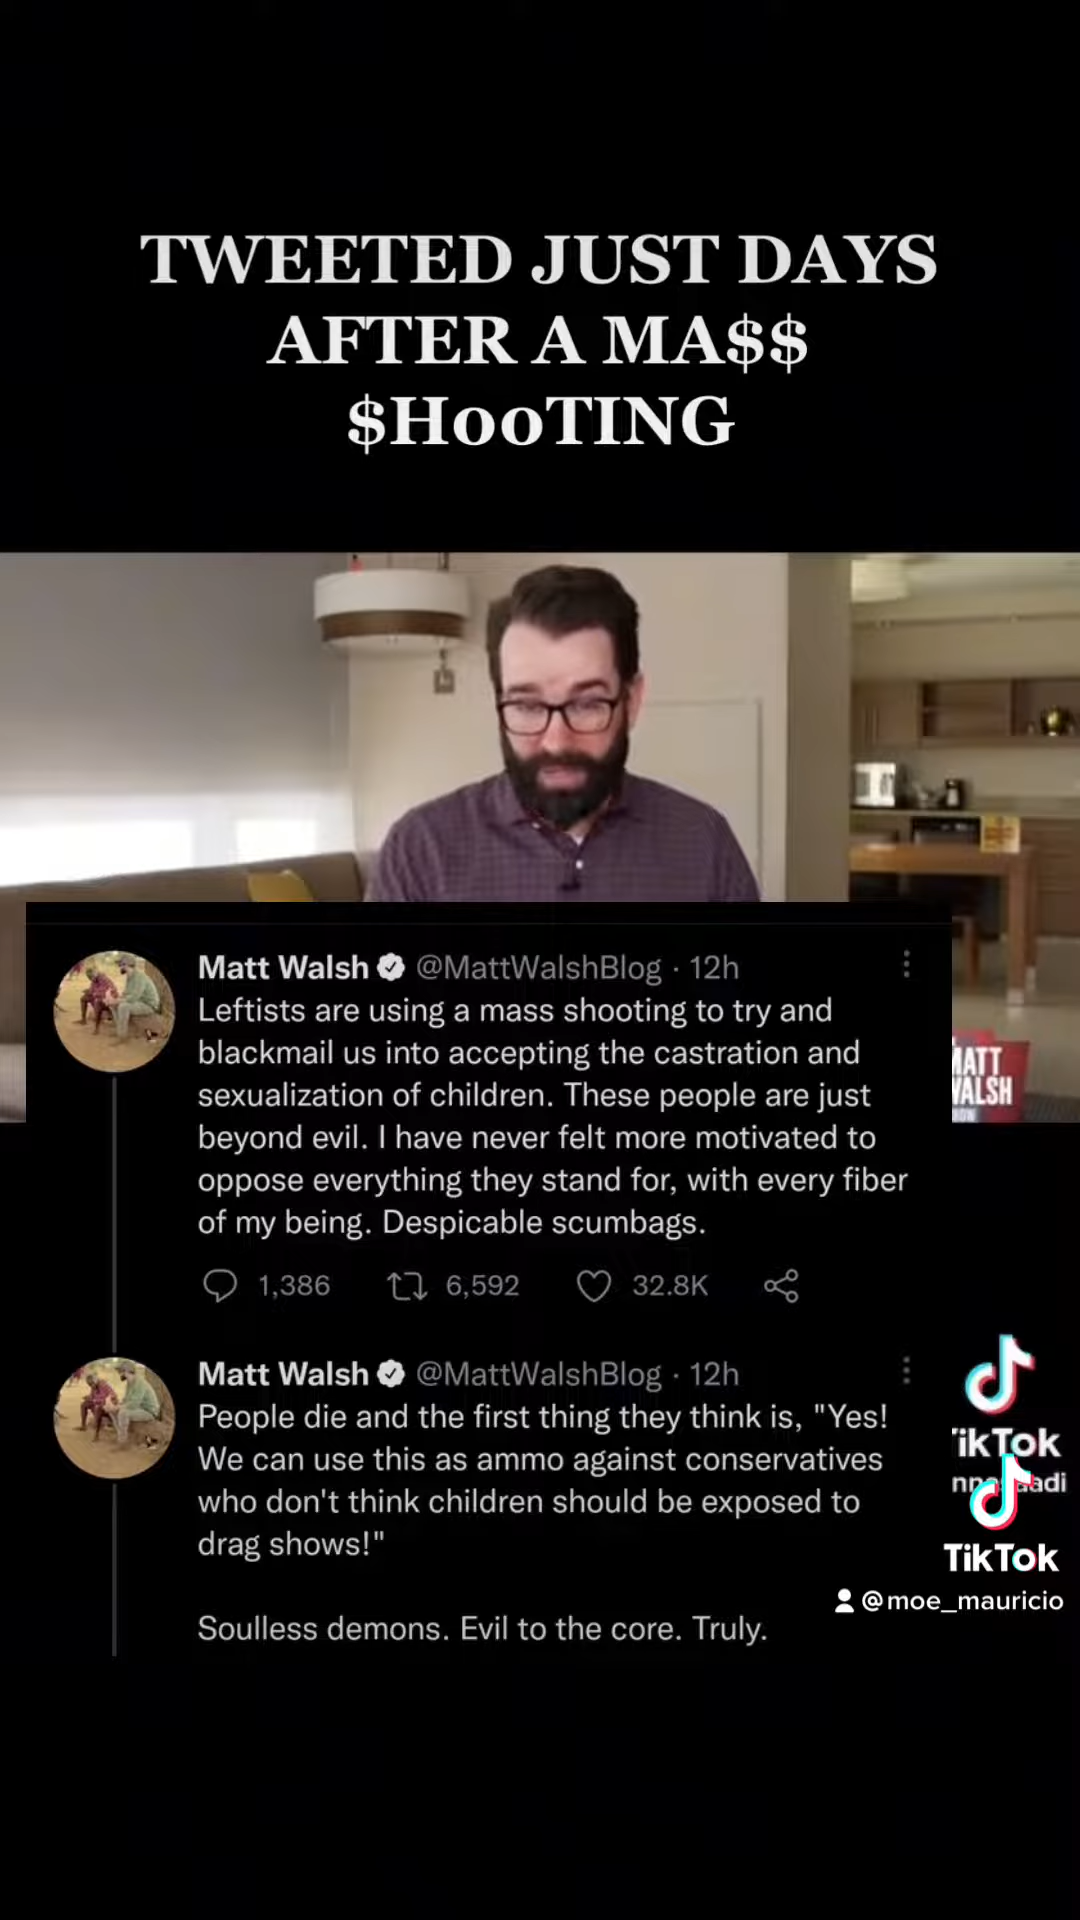 TWEETED JUST DAYS
AFTER A MA$$
$HooTING
Matt Walsh @MattWalshBlog · 12h
Leftists are using a mass shooting to try and
blackmail us into accepting the castration and
sexualization of children. These people are just
beyond evil. I have never felt more motivated to
oppose everything they stand for, with every fiber
of my being. Despicable scumbags.
1,386 6,592 32.8K
MATT
WALSH
Matt Walsh @MattWalshBlog · 12h
People die and the first thing they think is, "Yes!
We can use this as ammo against conservatives
who don't think children should be exposed to
drag shows!"
Soulless demons. Evil to the core. Truly.
ikTok
TikTok
@moe_mauricio